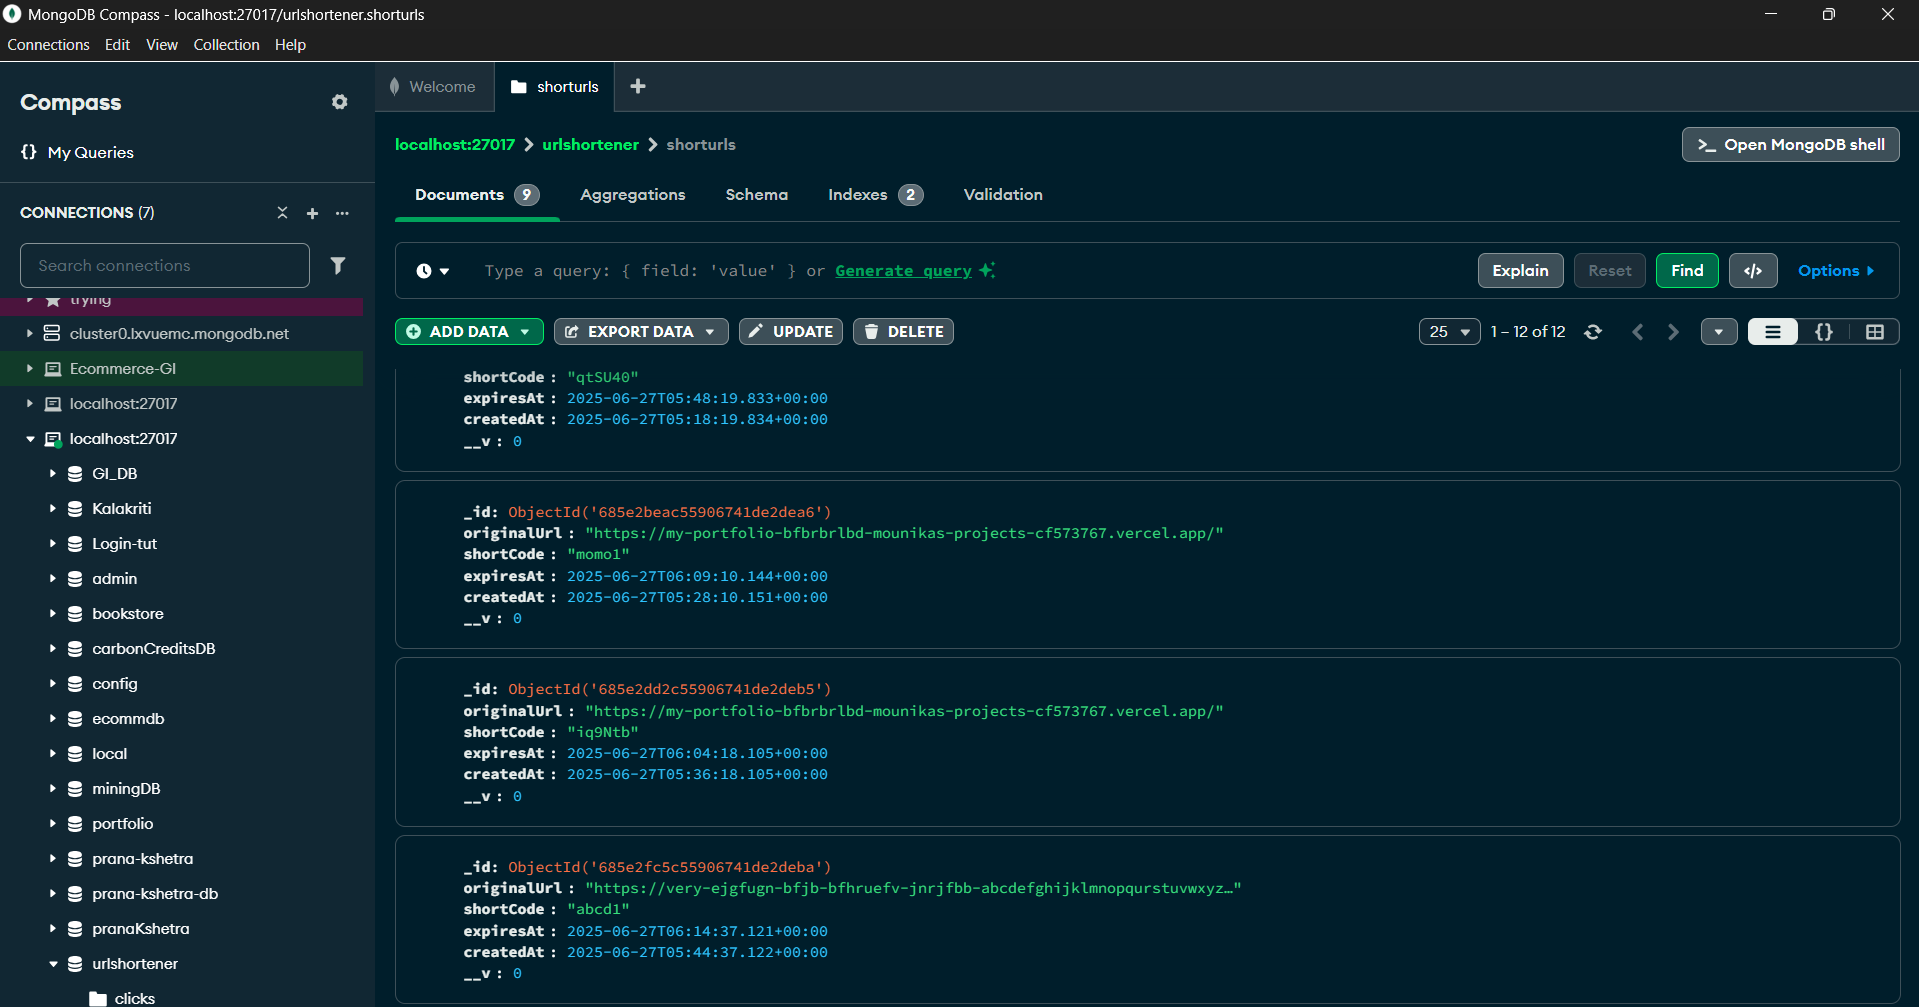 MongoDB Compass - localhost:27017/urlshortener.shorturls
Connections Edit View Collection Help
Compass
{} My Queries
CONNECTIONS (7)
Search connections
trying
cluster0.lxvuemc.mongodb.net
Ecommerce-GI
localhost:27017
localhost:27017
GI_DB
Kalakriti
Login-tut
admin
bookstore
carbonCreditsDB
config
ecommdb
local
miningDB
portfolio
prana-kshetra
prana-kshetra-db
pranaKshetra
urlshortener
clicks
Welcome
shorturls
localhost:27017 > urlshortener > shorturls
>_ Open MongoDB shell
Documents 9 Aggregations Schema Indexes 2 Validation
Type a query: { field: 'value' } or Generate query
Explain Reset Find </> Options
ADD DATA EXPORT DATA UPDATE DELETE
25 1 – 12 of 12 {}
shortCode : "qtSU40"
expiresAt : 2025-06-27T05:48:19.833+00:00
createdAt : 2025-06-27T05:18:19.834+00:00
__v : 0
_id: ObjectId('685e2beac55906741de2dea6')
originalUrl : "https://my-portfolio-bfbrbrlbd-mounikas-projects-cf573767.vercel.app/"
shortCode : "momo1"
expiresAt : 2025-06-27T06:09:10.144+00:00
createdAt : 2025-06-27T05:28:10.151+00:00
__v : 0
_id: ObjectId('685e2dd2c55906741de2deb5')
originalUrl : "https://my-portfolio-bfbrbrlbd-mounikas-projects-cf573767.vercel.app/"
shortCode : "iq9Ntb"
expiresAt : 2025-06-27T06:04:18.105+00:00
createdAt : 2025-06-27T05:36:18.105+00:00
__v : 0
_id: ObjectId('685e2fc5c55906741de2deba')
originalUrl : "https://very-ejgfugn-bfjb-bfhruefv-jnrjfbb-abcdefghijklmnopqurstuvwxyz…"
shortCode : "abcd1"
expiresAt : 2025-06-27T06:14:37.121+00:00
createdAt : 2025-06-27T05:44:37.122+00:00
__v : 0